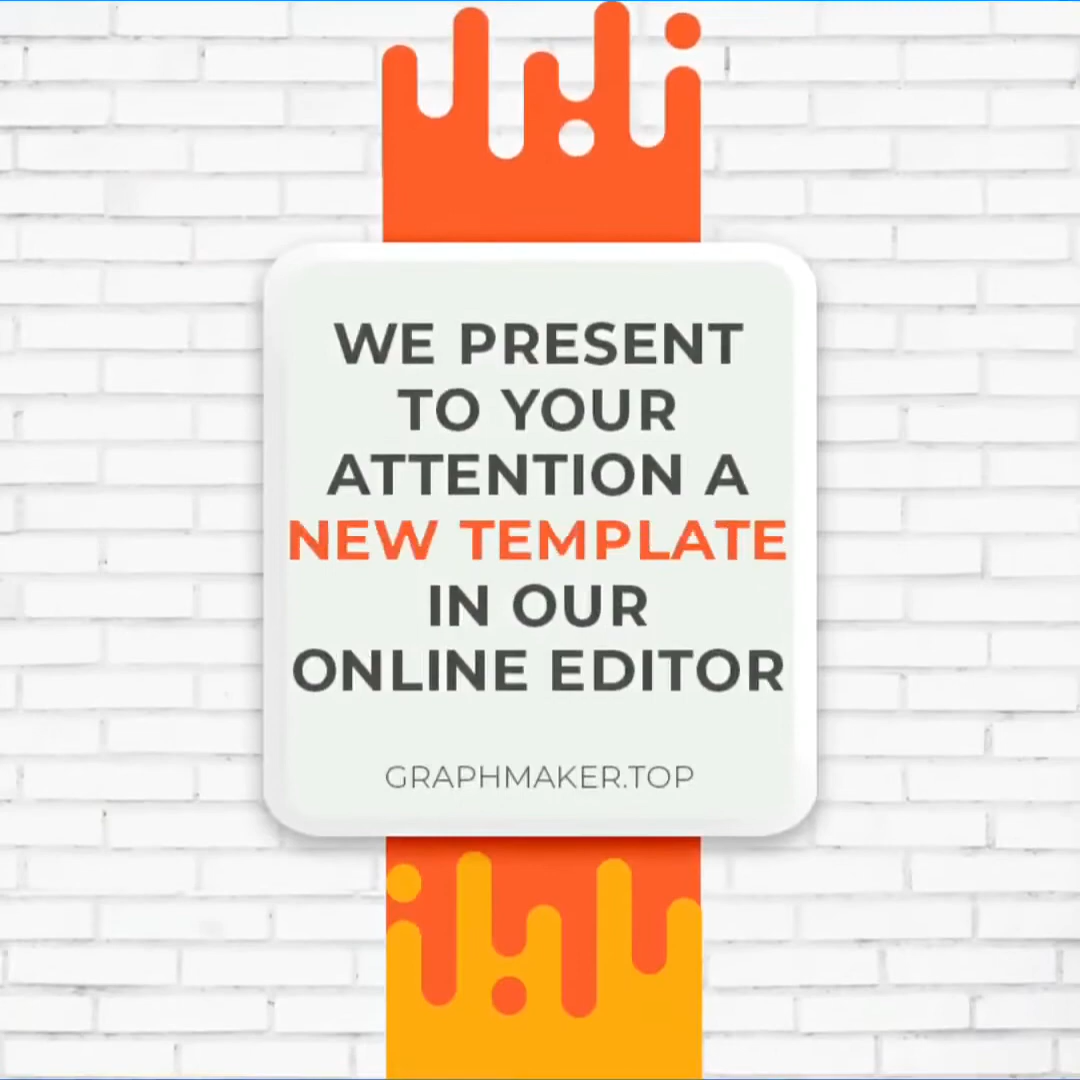 WE PRESENT
TO YOUR
ATTENTION A
NEW TEMPLATE
IN OUR
ONLINE EDITOR
GRAPHMAKER.TOP